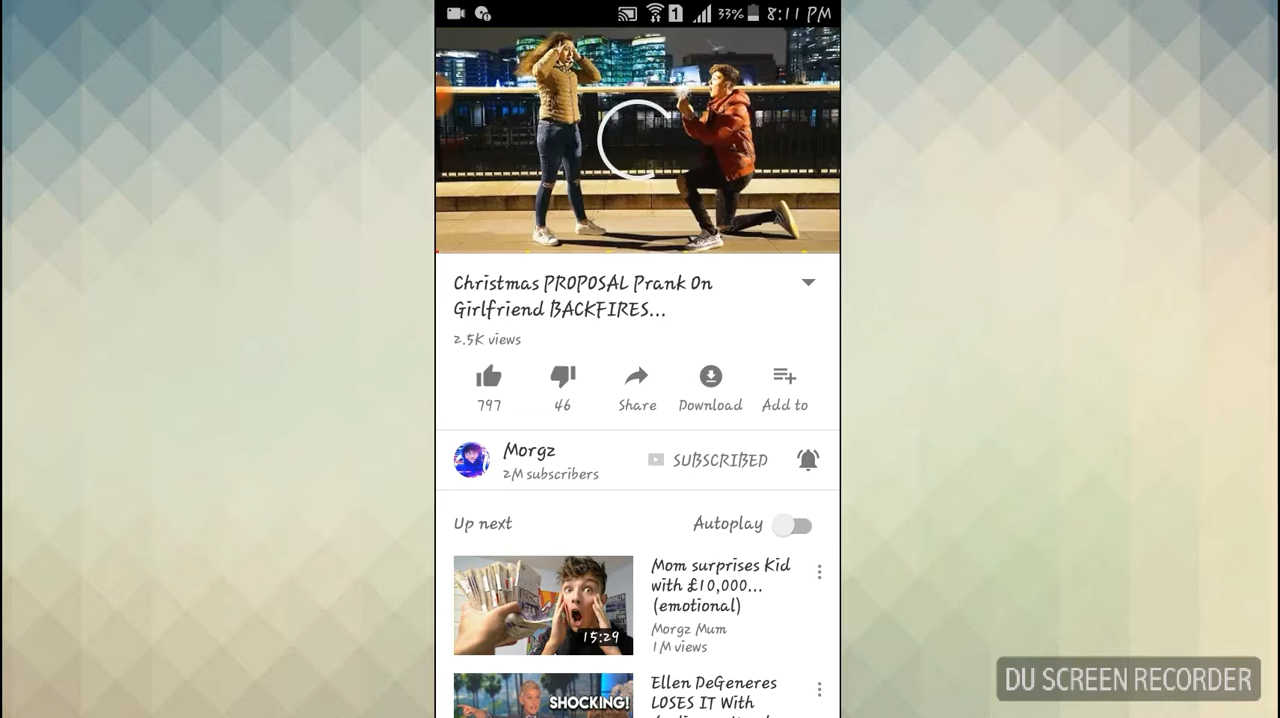 1 33% 8:11 PM
Christmas PROPOSAL Prank On
Girlfriend BACKFIRES...
2.5K views
797 46 Share Download Add to
Morgz
2M subscribers
SUBSCRIBED
Up next Autoplay
Mom surprises Kid
with £10,000...
(emotional)
Morgz Mum
1M views
15:29
Ellen DeGeneres
LOSES IT With
SHOCKING!
DU SCREEN RECORDER